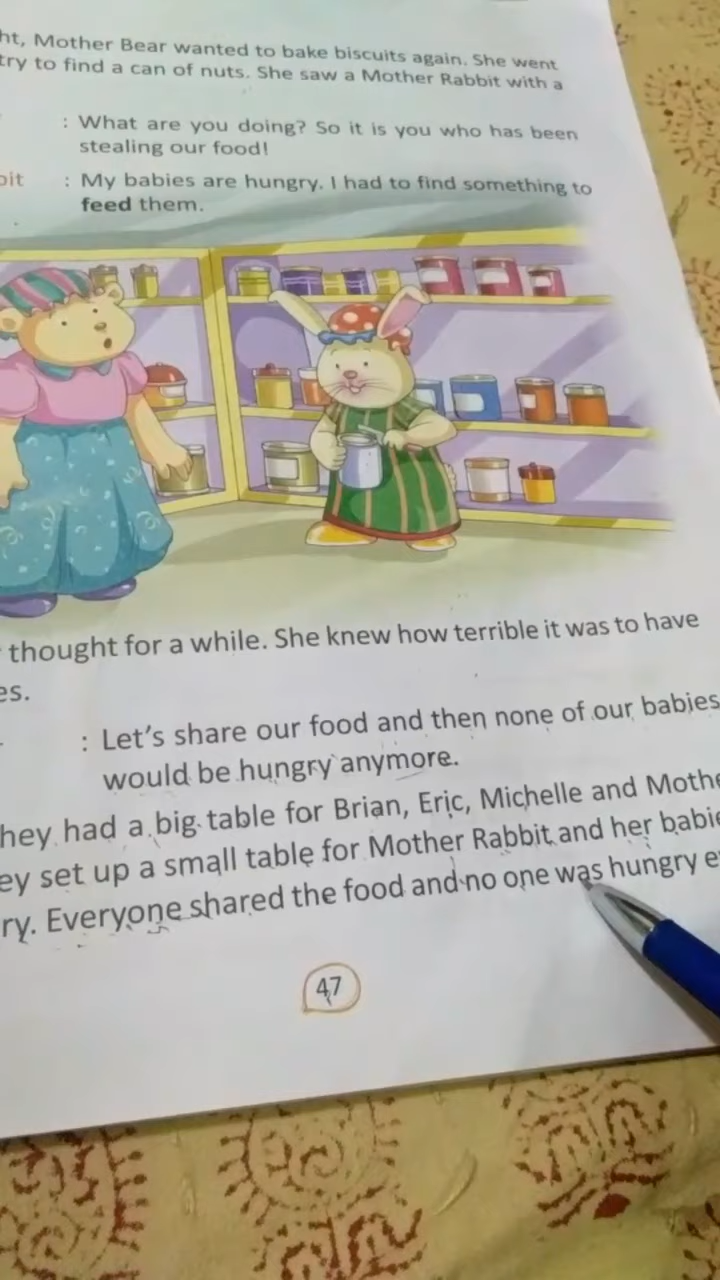 ht, Mother Bear wanted to bake biscuits again. She went
try to find a can of nuts. She saw a Mother Rabbit with a
: What are you doing? So it is you who has been
stealing our food!
bit : My babies are hungry. I had to find something to
feed them.
thought for a while. She knew how terrible it was to have
es.
: Let's share our food and then none of our babies
would be hungry anymore.
hey had a big table for Brian, Eric, Michelle and Mothe
ey set up a small table for Mother Rabbit and her babie
ry. Everyone shared the food and no one was hungry e
47